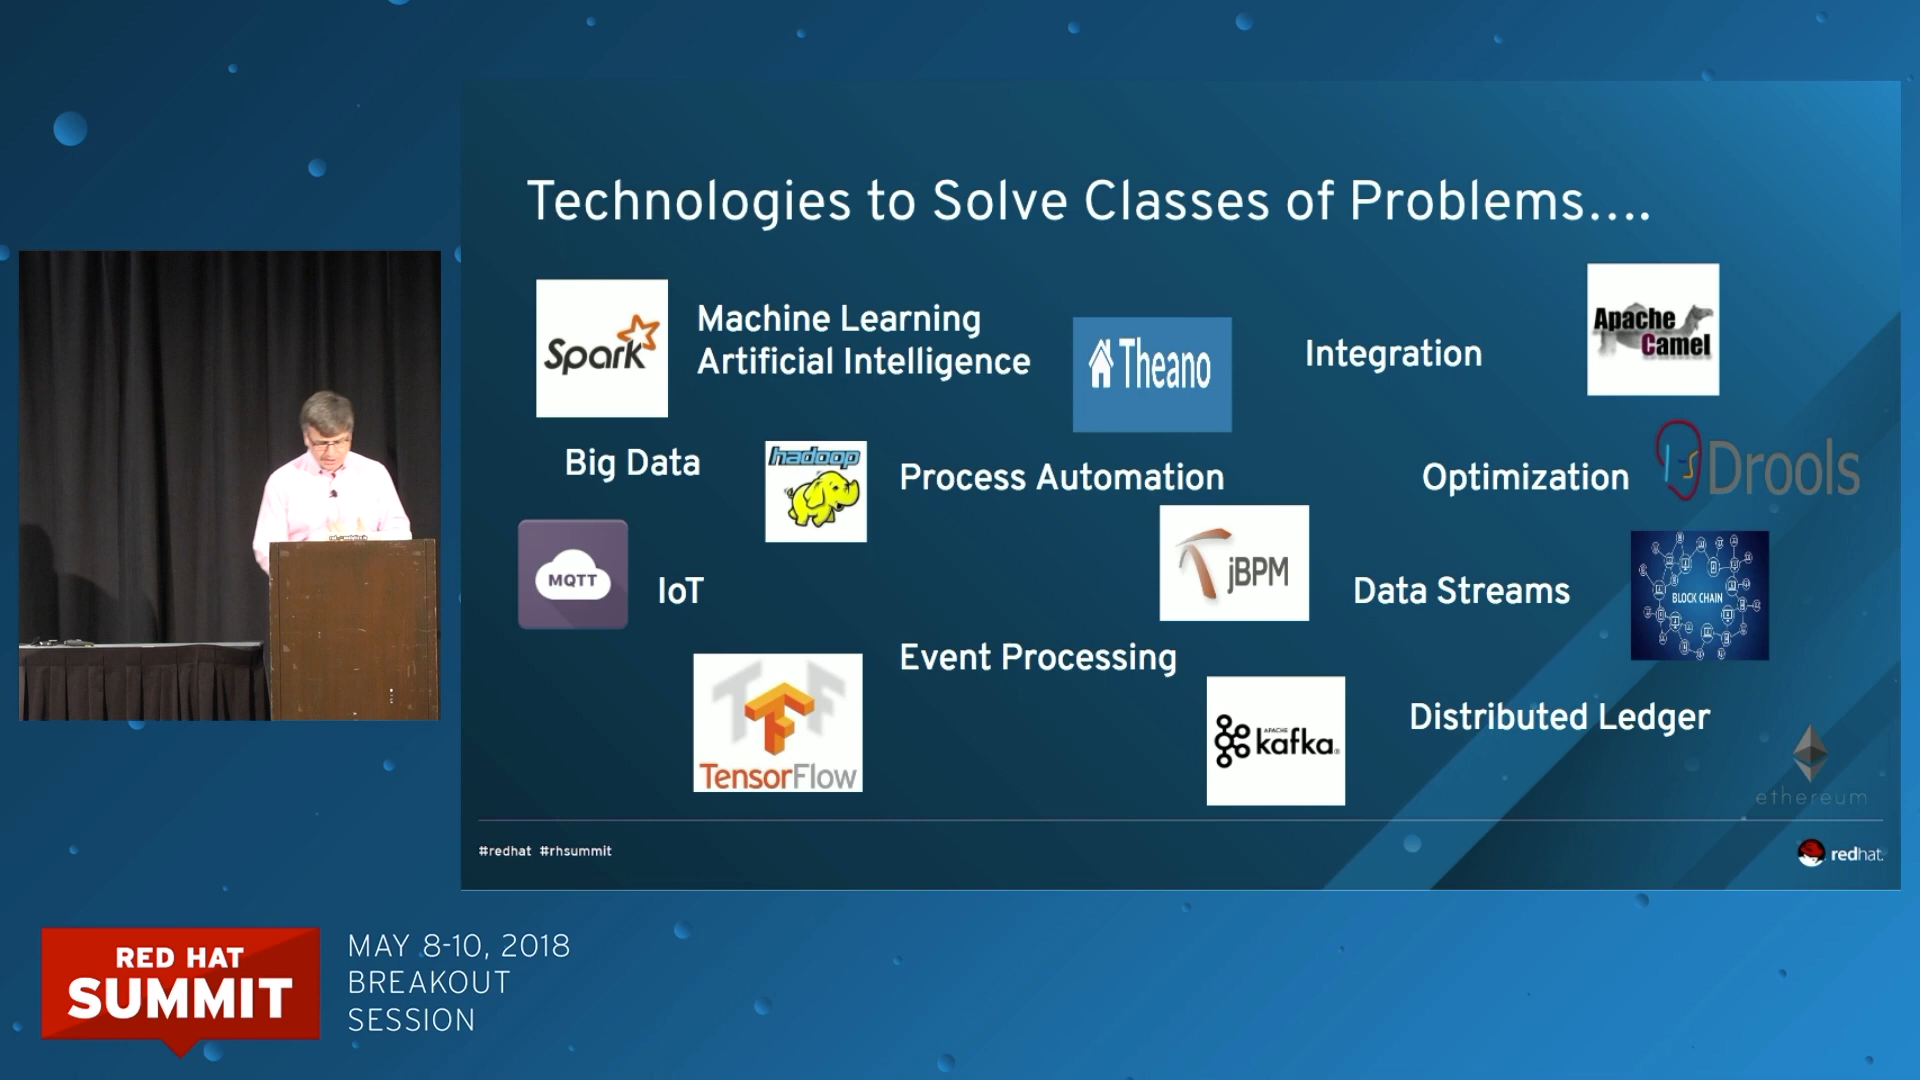 Technologies to Solve Classes of Problems....
Spark
Machine Learning
Artificial Intelligence
Theano
Integration
Apache
Camel
Big Data
hadoop
Process Automation
Optimization
Drools
MQTT
IoT
jBPM
Data Streams
BLOCK CHAIN
Event Processing
TensorFlow
APACHE
kafka
Distributed Ledger
ethereum
#redhat #rhsummit
redhat.
RED HAT
SUMMIT
MAY 8-10, 2018
BREAKOUT
SESSION